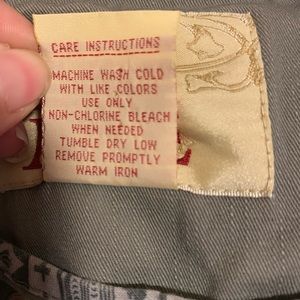 CARE INSTRUCTIONS
MACHINE WASH COLD
WITH LIKE COLORS
USE ONLY
NON-CHLORINE BLEACH
WHEN NEEDED
TUMBLE DRY LOW
REMOVE PROMPTLY
WARM IRON